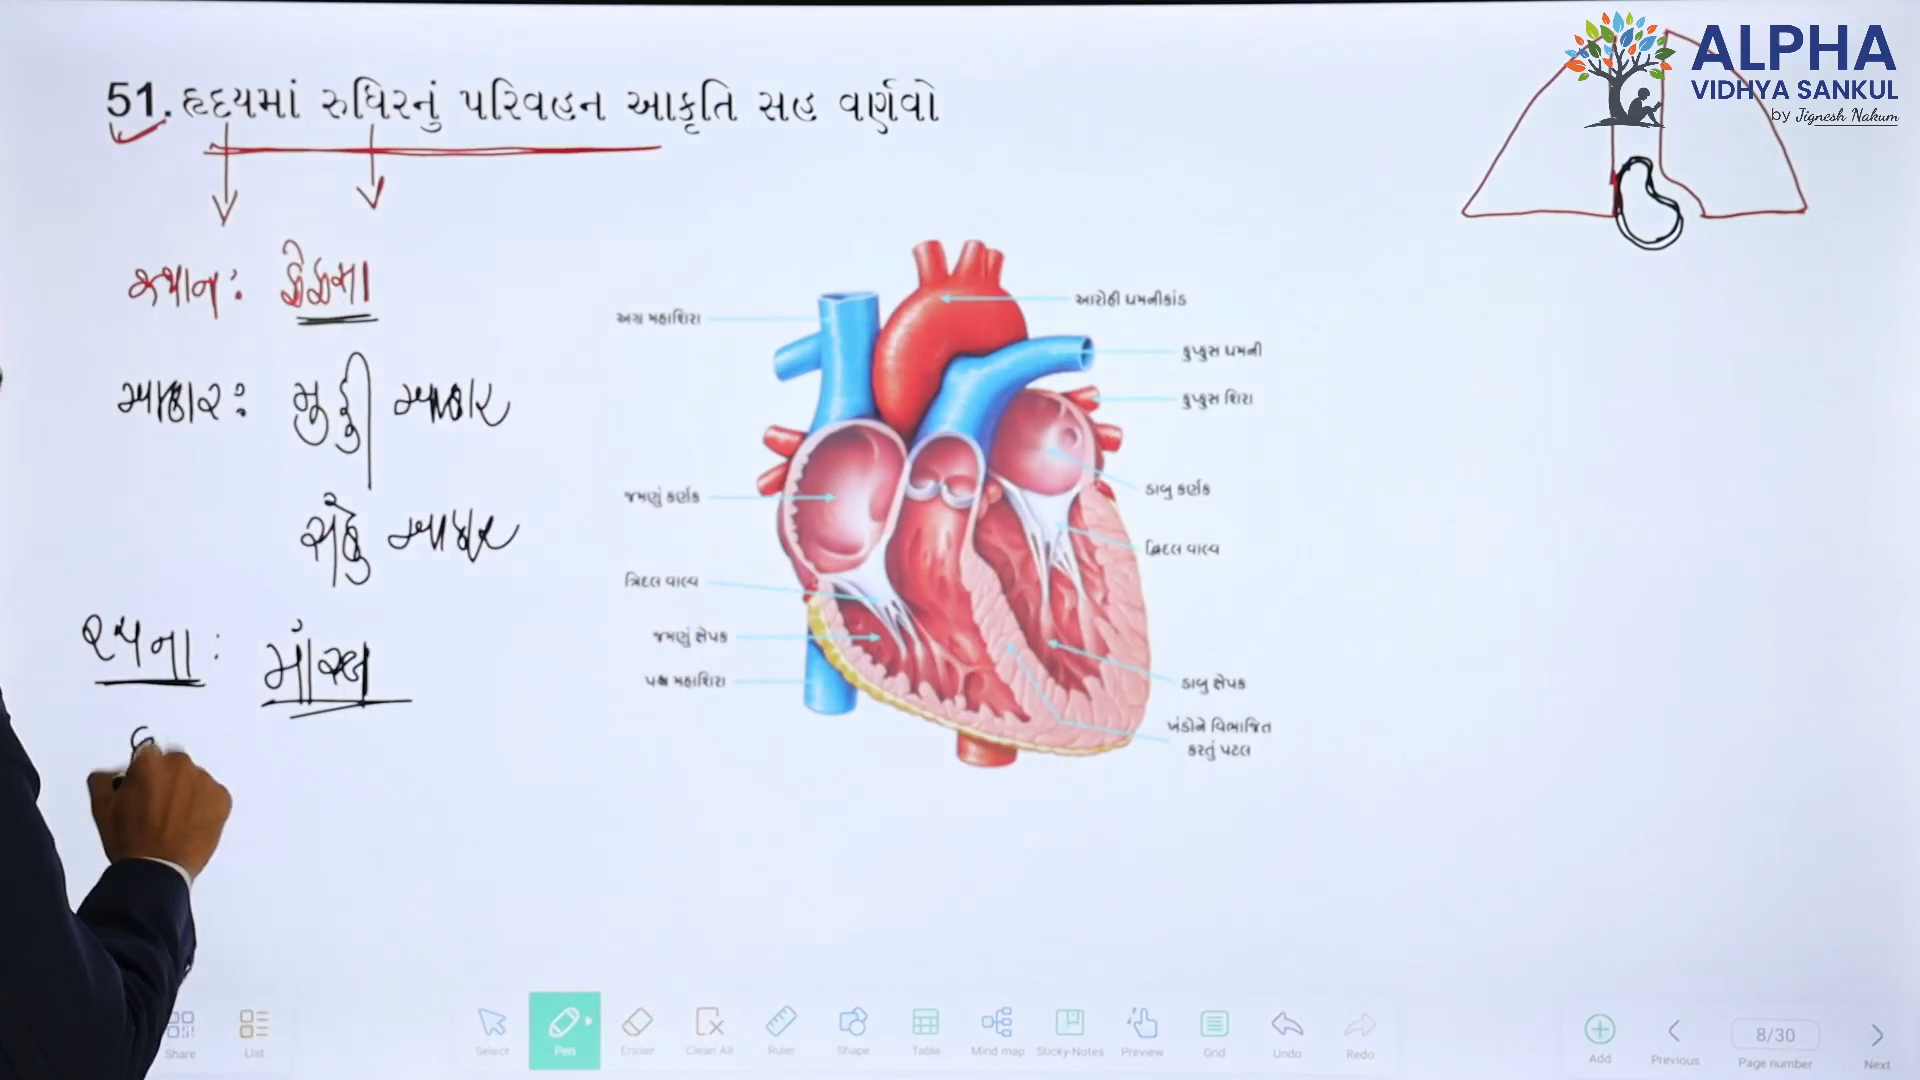 ALPHA
VIDHYA SANKUL
by Jignesh Nakum
51. હૃદયમાં રુધિરનું પરિવહન આકૃતિ સહ વર્ણવો
સ્થાન:
આકાર: મુઠ્ઠી આકાર
આકાર
રચના:
અગ્ર મહાશિરા
આરોહી ધમનીકાંડ
ફુપ્ફુસ ધમની
ફુપ્ફુસ શિરા
જમણું કર્ણક
ડાબુ કર્ણક
દ્વિદલ વાલ્વ
ત્રિદલ વાલ્વ
જમણું ક્ષેપક
પશ્ચ મહાશિરા
ડાબુ ક્ષેપક
ખંડોને વિભાજિત
કરતું પટલ
Share
List
Select
Pen
Eraser
Clean All
Ruler
Shape
Table
Mind map
Sticky-Notes
Preview
Grid
Undo
Redo
Add
Previous
8/30
Page number
Next